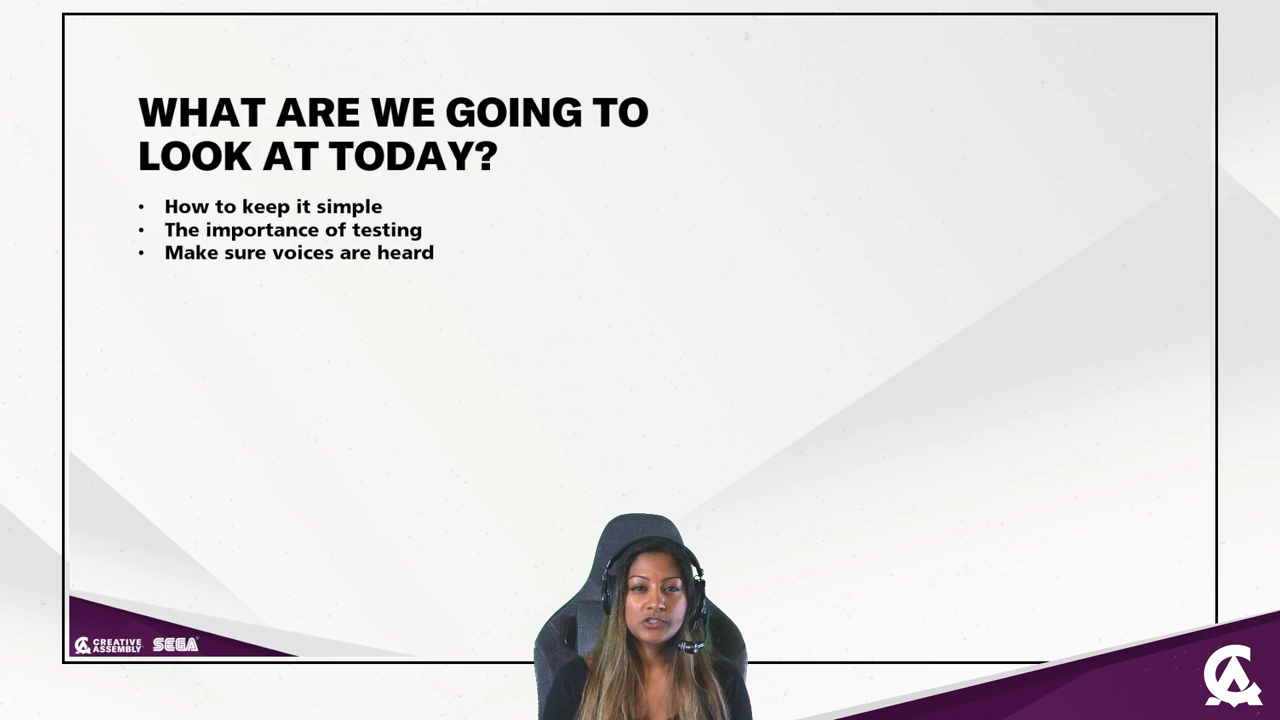 WHAT ARE WE GOING TO
LOOK AT TODAY?
• How to keep it simple
• The importance of testing
• Make sure voices are heard
CREATIVE
ASSEMBLY
SEGA